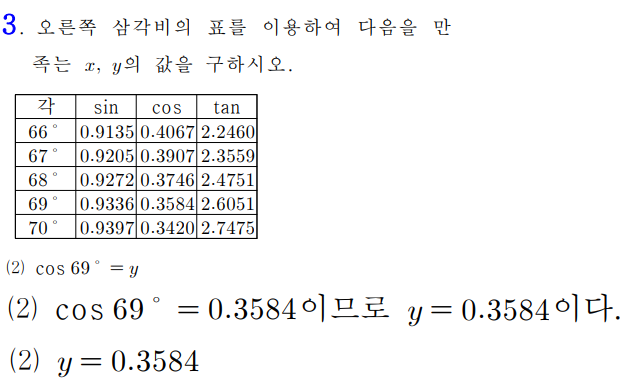 3. 오른쪽 삼각비의 표를 이용하여 다음을 만
족는 x, y의 값을 구하시오.
각 sin cos tan
66° 0.9135 0.4067 2.2460
67° 0.9205 0.3907 2.3559
68° 0.9272 0.3746 2.4751
69° 0.9336 0.3584 2.6051
70° 0.9397 0.3420 2.7475
(2) cos 69° = y
(2) cos 69° = 0.3584이므로 y = 0.3584이다.
(2) y = 0.3584